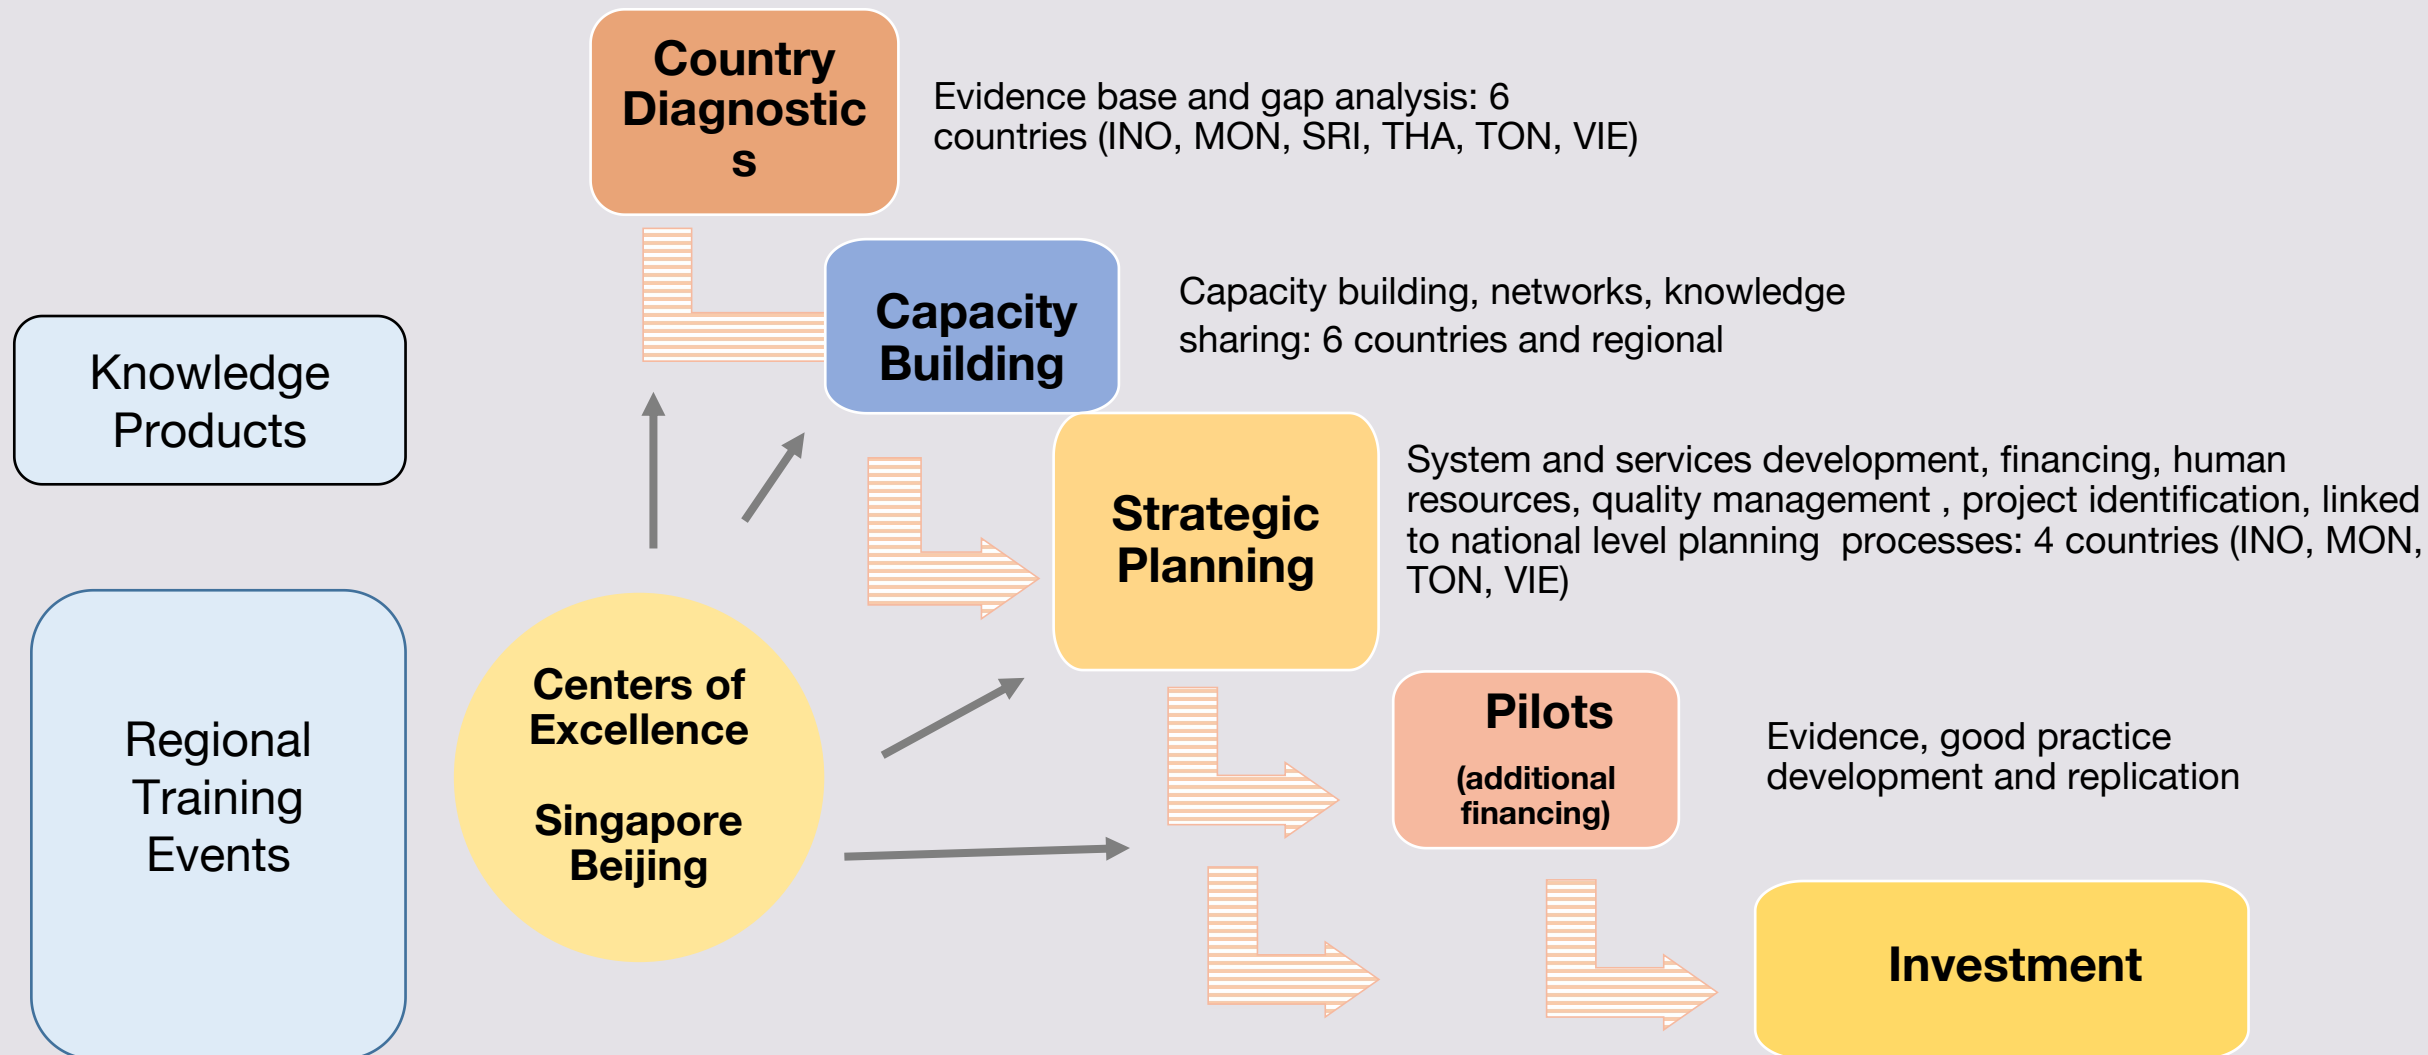 Country
Diagnostic
s
Evidence base and gap analysis: 6
countries (INO, MON, SRI, THA, TON, VIE)
Capacity
Building
Capacity building, networks, knowledge
sharing: 6 countries and regional
Knowledge
Products
Strategic
Planning
System and services development, financing, human
resources, quality management , project identification, linked
to national level planning  processes: 4 countries (INO, MON,
TON, VIE)
Regional
Training
Events
Centers of
Excellence
Singapore
Beijing
Pilots
(additional
financing)
Evidence, good practice
development and replication
Investment